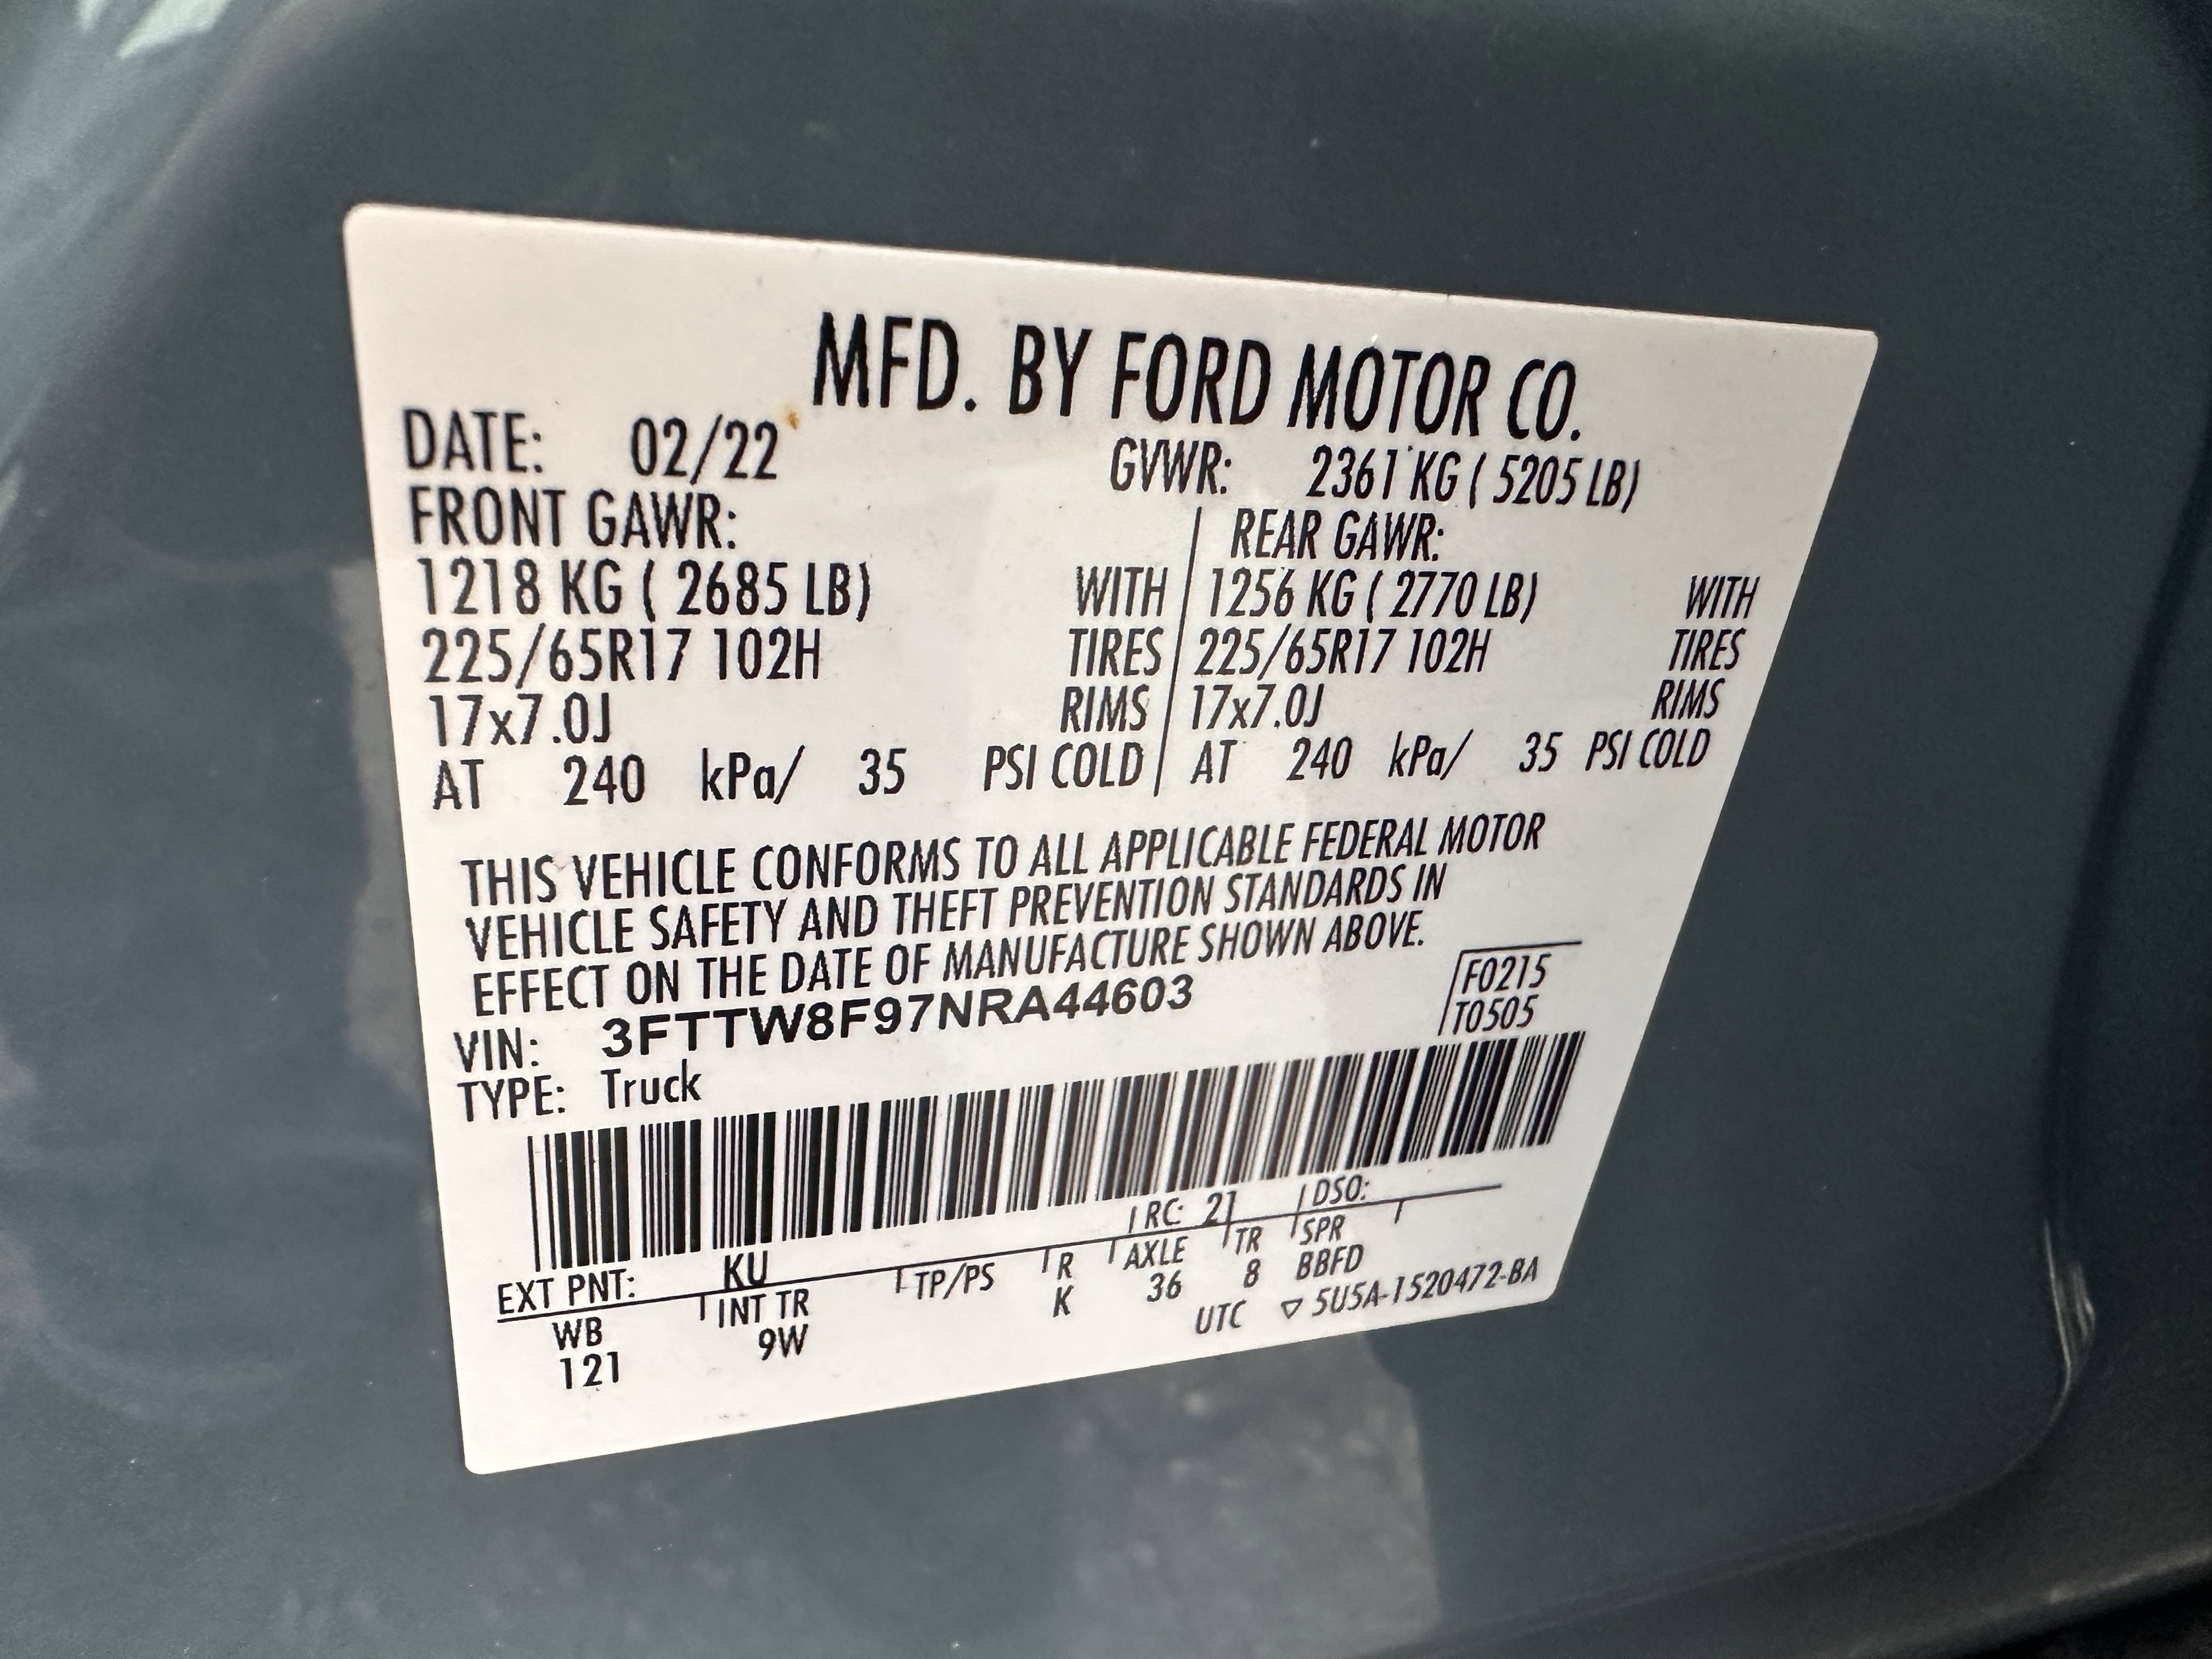 MFD. BY FORD MOTOR CO.
DATE: 02/22 GVWR: 2361 KG ( 5205 LB)
FRONT GAWR: REAR GAWR:
1218 KG ( 2685 LB) WITH 1256 KG ( 2770 LB) WITH
225/65R17 102H TIRES 225/65R17 102H TIRES
17x7.0J RIMS 17x7.0J RIMS
AT 240 kPa/ 35 PSI COLD AT 240 kPa/ 35 PSI COLD
THIS VEHICLE CONFORMS TO ALL APPLICABLE FEDERAL MOTOR
VEHICLE SAFETY AND THEFT PREVENTION STANDARDS IN
EFFECT ON THE DATE OF MANUFACTURE SHOWN ABOVE.
VIN: 3FTTW8F97NRA44603 F0215
TYPE: Truck T0505
EXT PNT: KU RC: 21 DSO:
WB INT TR TP/PS R AXLE TR SPR
121 9W K 36 8 BBFD
UTC ▽ 5U5A-1520472-BA